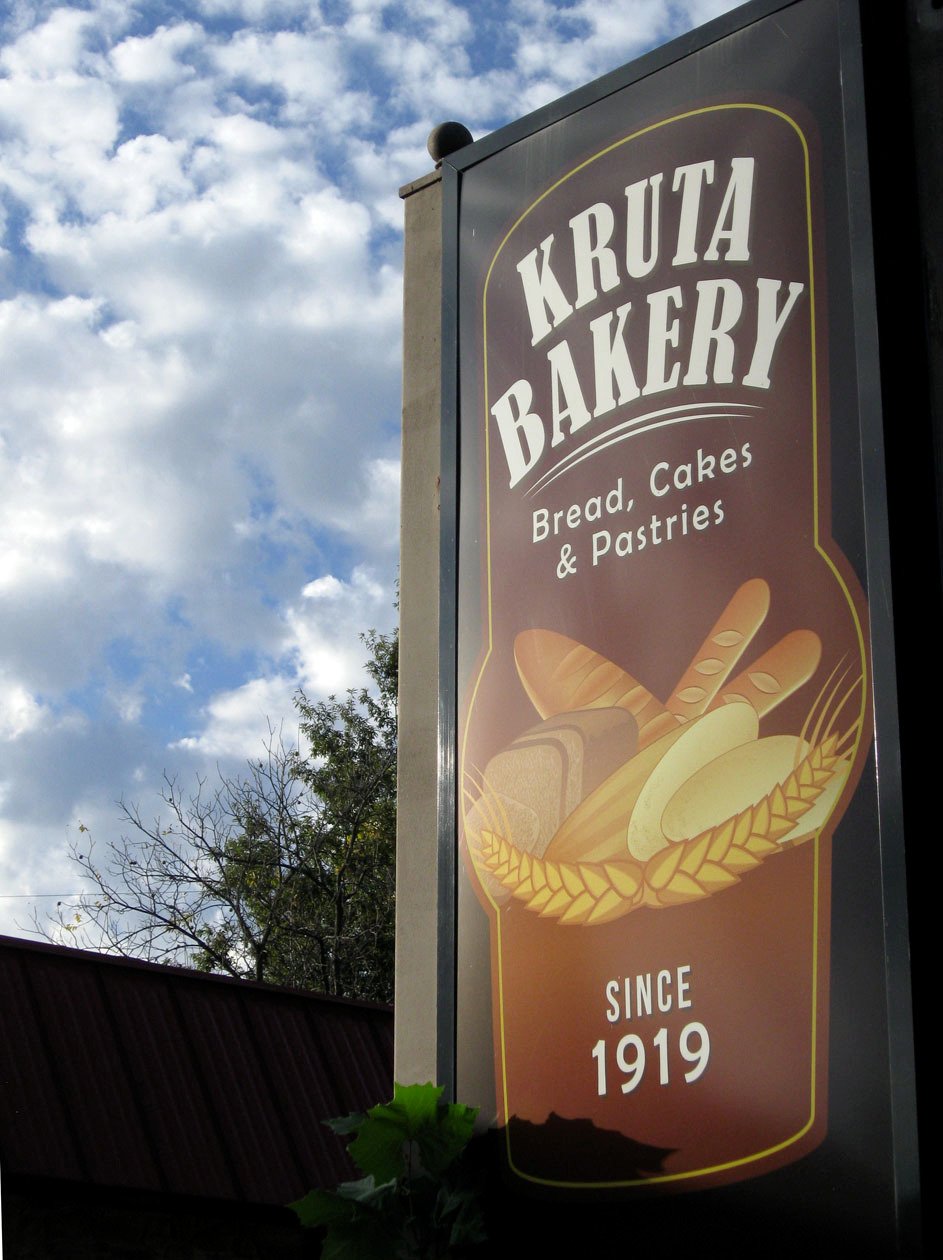 KRUTA
BAKERY
Bread, Cakes
& Pastries
SINCE
1919